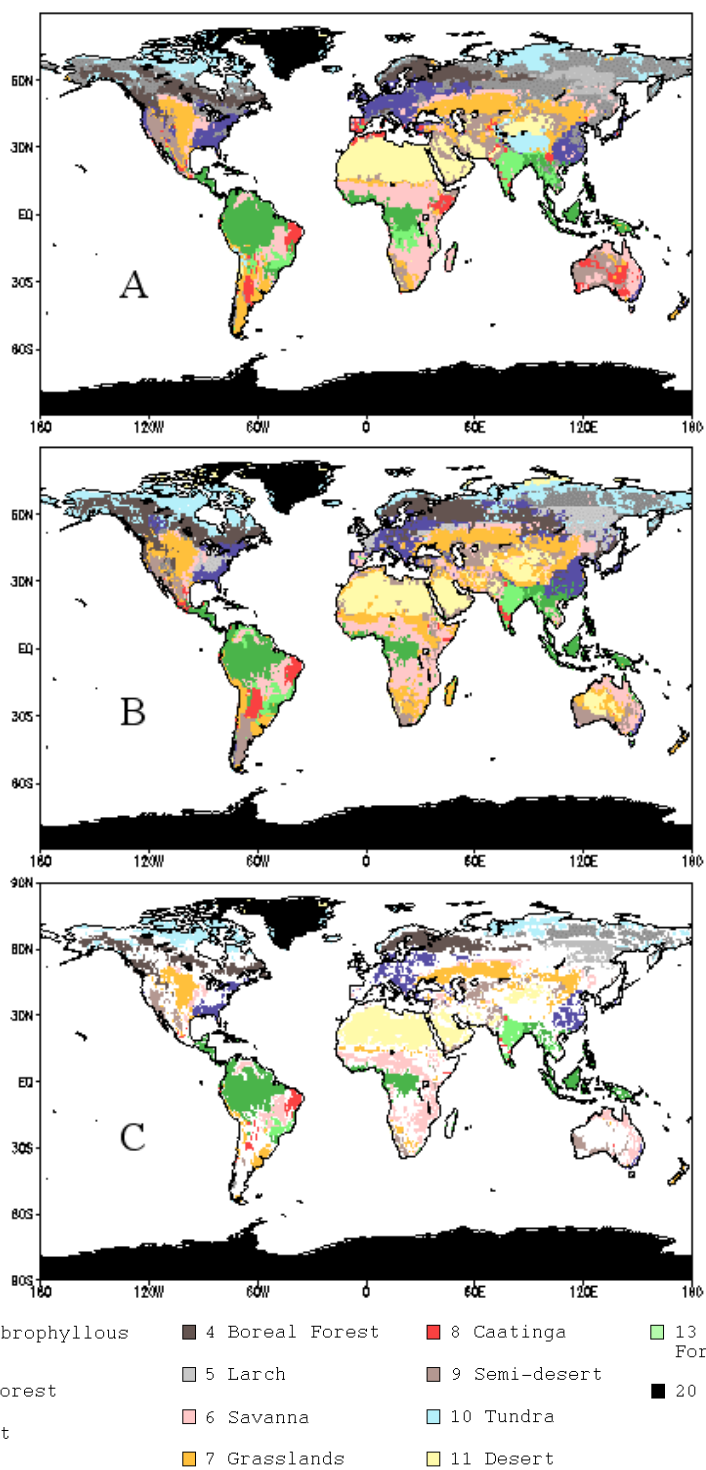 60N
30N
EQ
30S
60S
A
180 120W 60W 0 60E 120E 180
60N
30N
EQ
30S
60S
B
180 120W 60W 0 60E 120E 180
90N
60N
30N
EQ
30S
60S
90S
C
180 120W 60W 0 60E 120E 180
brophyllous
orest
t
4 Boreal Forest
5 Larch
6 Savanna
7 Grasslands
8 Caatinga
9 Semi-desert
10 Tundra
11 Desert
13
For
20